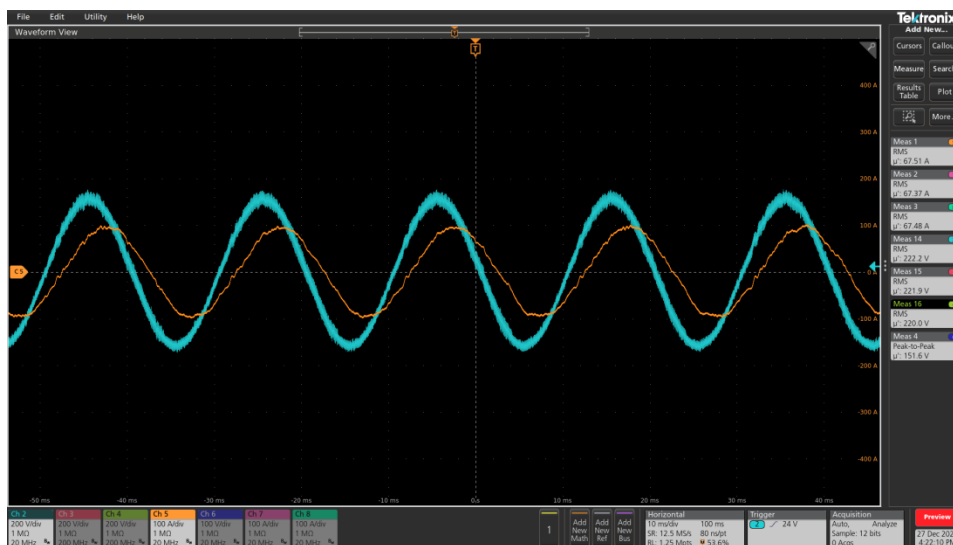 File Edit Utility Help
Tektronix
Waveform View
Add New...
Cursors Callou
Measure Search
Results Table Plot
More...
T
T
400 A
300 A
200 A
100 A
0 A
-100 A
-200 A
-300 A
-400 A
C 5
-50 ms -40 ms -30 ms -20 ms -10 ms 0 s 10 ms 20 ms 30 ms 40 ms
Meas 1
RMS
µ': 67.51 A
Meas 2
RMS
µ': 67.37 A
Meas 3
RMS
µ': 67.48 A
Meas 14
RMS
µ': 222.2 V
Meas 15
RMS
µ': 221.9 V
Meas 16
RMS
µ': 220.0 V
Meas 4
Peak-to-Peak
µ': 151.6 V
Ch 2
200 V/div
1 MΩ
20 MHz
Ch 3
200 V/div
1 MΩ
200 MHz
Ch 4
200 V/div
1 MΩ
20 MHz
Ch 5
100 A/div
1 MΩ
20 MHz
Ch 6
100 V/div
1 MΩ
20 MHz
Ch 7
100 A/div
1 MΩ
20 MHz
Ch 8
100 A/div
1 MΩ
20 MHz
1
Add New Math
Add New Ref
Add New Bus
Horizontal
10 ms/div 100 ms
SR: 12.5 MS/s 80 ns/pt
RL: 1.25 Mpts 53.6%
Trigger
2 24 V
Acquisition
Auto, Analyze
Sample: 12 bits
0 Acqs
Preview
27 Dec 202
4:22:10 PM